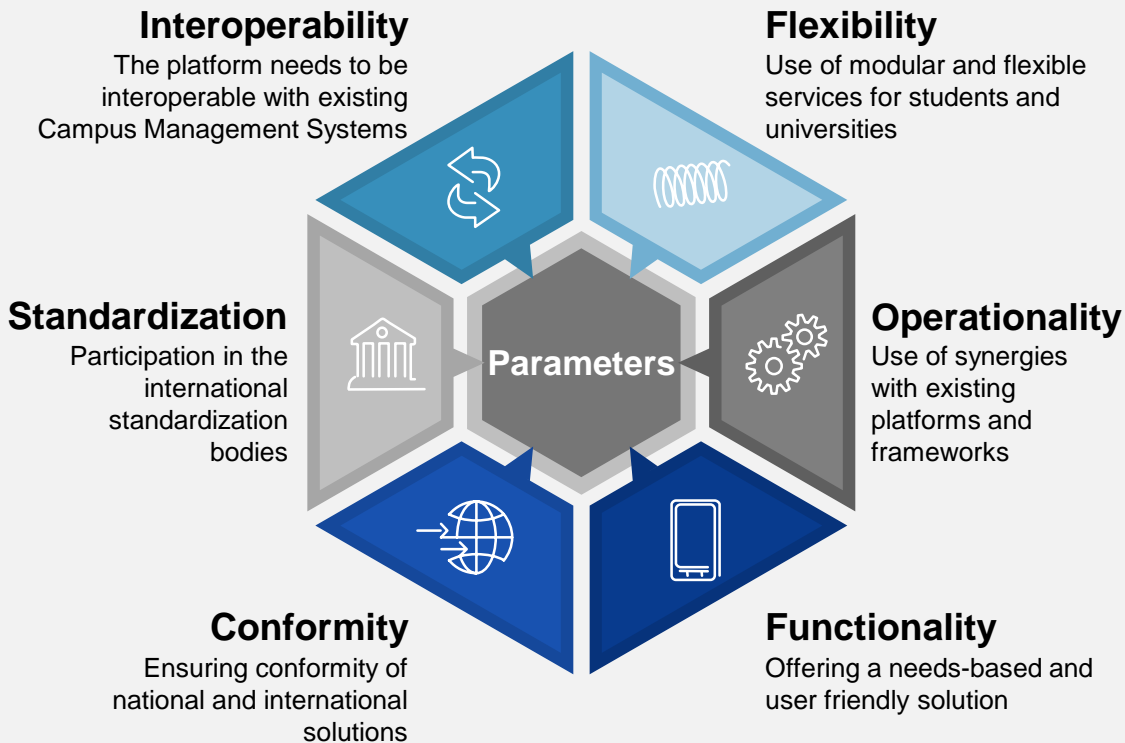 Interoperability
The platform needs to be
interoperable with existing
Campus Management Systems
Flexibility
Use of modular and flexible
services for students and
universities
Standardization
Participation in the
international
standardization
bodies
Parameters
Operationality
Use of synergies
with existing
platforms and
frameworks
Conformity
Ensuring conformity of
national and international
solutions
Functionality
Offering a needs-based and
user friendly solution